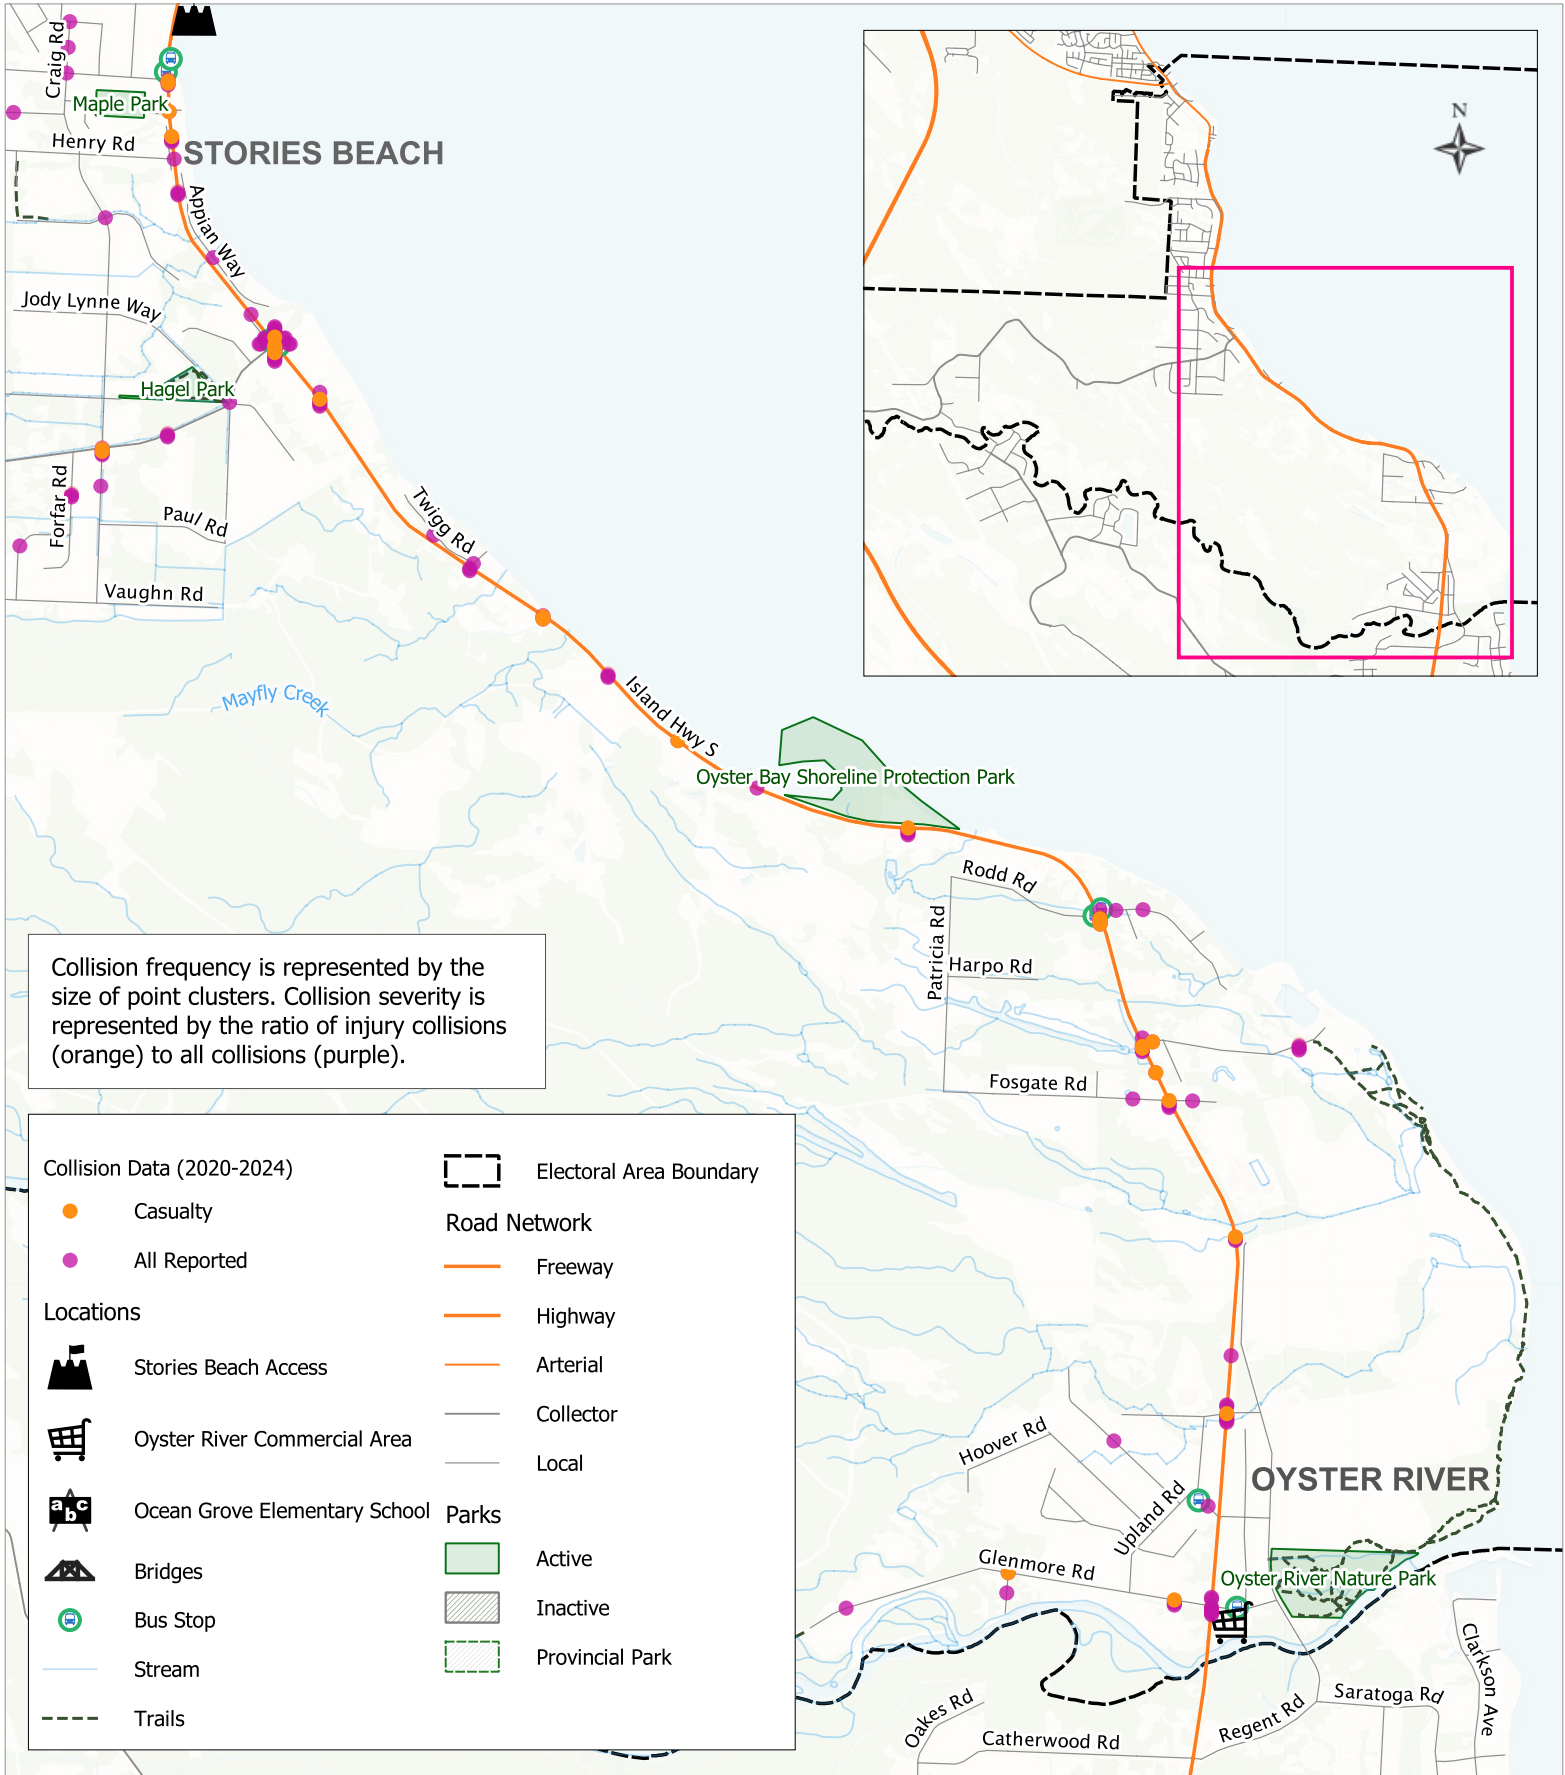 Craig Rd
Maple Park
Henry Rd
STORIES BEACH
N
Appian Way
Jody Lynne Way
Hagel Park
Forfar Rd
Paul Rd
Twigg Rd
Vaughn Rd
Mayfly Creek
Island Hwy S
Oyster Bay Shoreline Protection Park
Rodd Rd
Patricia Rd
Harpo Rd
Fosgate Rd
Collision frequency is represented by the
size of point clusters. Collision severity is
represented by the ratio of injury collisions
(orange) to all collisions (purple).
Collision Data (2020-2024)
Casualty
All Reported
Locations
Stories Beach Access
Oyster River Commercial Area
abc
Ocean Grove Elementary School
Bridges
Bus Stop
Stream
Trails
Electoral Area Boundary
Road Network
Freeway
Highway
Arterial
Collector
Local
Parks
Active
Inactive
Provincial Park
Hoover Rd
OYSTER RIVER
Upland Rd
Glenmore Rd
Oyster River Nature Park
Clarkson Ave
Oakes Rd
Saratoga Rd
Regent Rd
Catherwood Rd